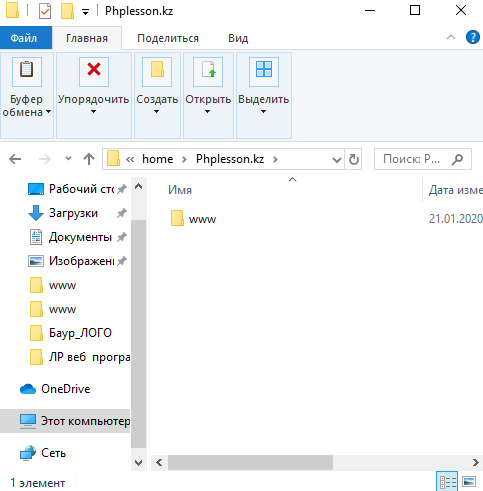 Phplesson.kz
Файл Главная Поделиться Вид
Буфер обмена Упорядочить Создать Открыть Выделить
« home > Phplesson.kz >
Поиск: P...
Рабочий сто
Загрузки
Документы
Изображени
www
www
Баур_ЛОГО
ЛР веб програ
OneDrive
Этот компьютер
Сеть
Имя Дата изме
www 21.01.2020
1 элемент